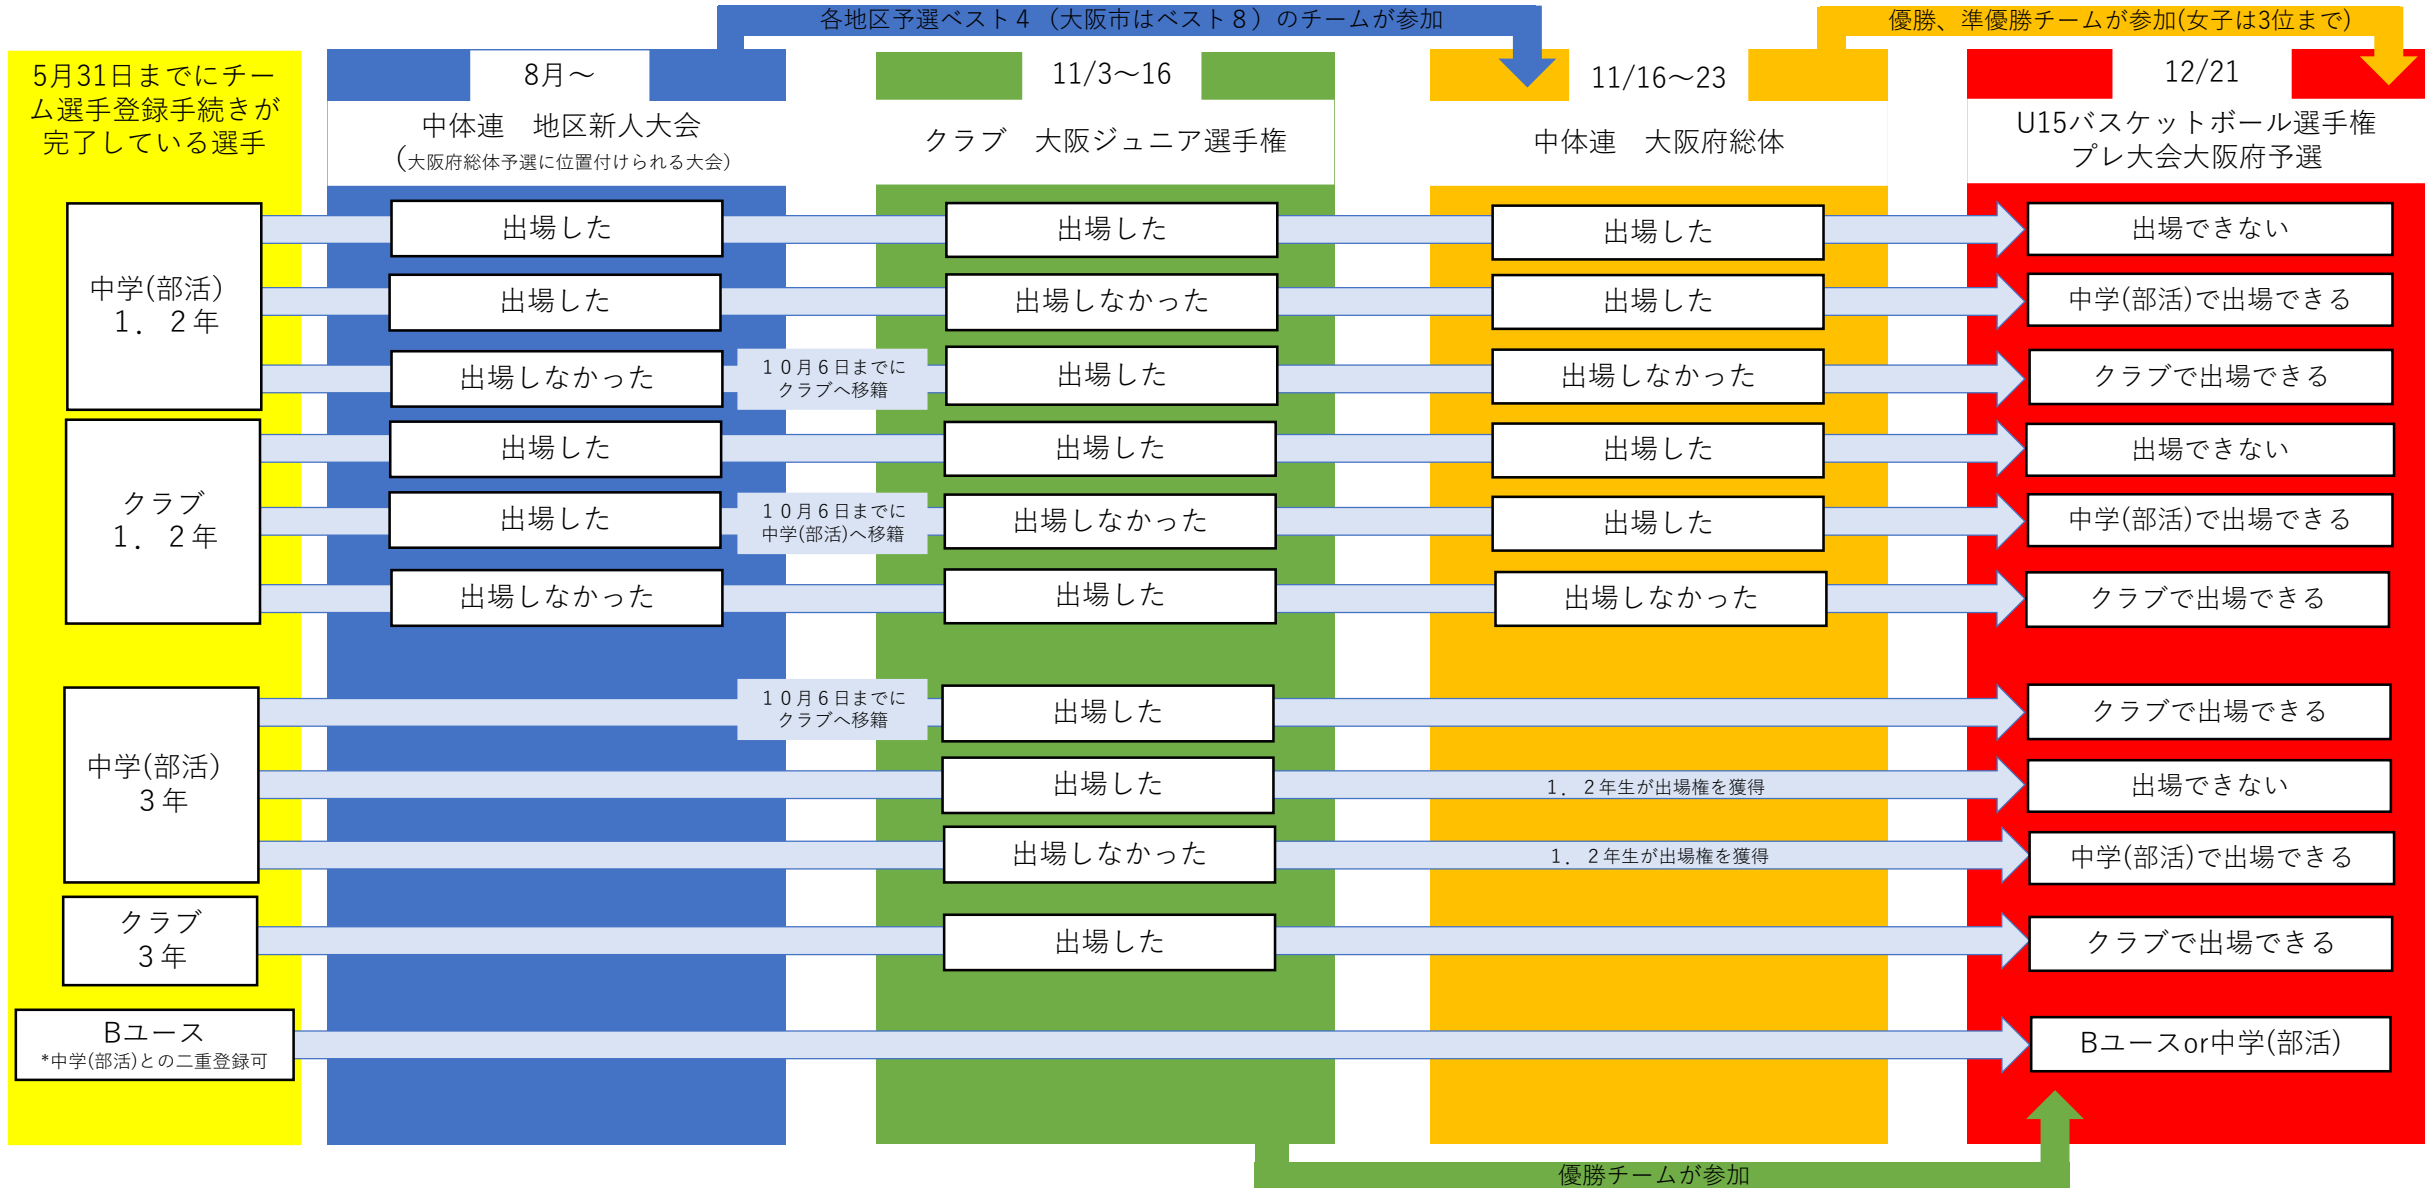 各地区予選ベスト４（大阪市はベスト８）のチームが参加
優勝、準優勝チームが参加(女子は3位まで)
5月31日までにチー
ム選手登録手続きが
完了している選手
8月～
中体連　地区新人大会
（大阪府総体予選に位置付けられる大会）
11/3～16
クラブ　大阪ジュニア選手権
11/16～23
中体連　大阪府総体
12/21
U15バスケットボール選手権
プレ大会大阪府予選
中学(部活)
１．２年
出場した
出場した
出場した
出場できない
出場した
出場しなかった
出場した
中学(部活)で出場できる
出場しなかった
１０月６日までに
クラブへ移籍
出場した
出場しなかった
クラブで出場できる
クラブ
１．２年
出場した
出場した
出場した
出場できない
出場した
１０月６日までに
中学(部活)へ移籍
出場しなかった
出場した
中学(部活)で出場できる
出場しなかった
出場した
出場しなかった
クラブで出場できる
中学(部活)
３年
１０月６日までに
クラブへ移籍
出場した
クラブで出場できる
出場した
１．２年生が出場権を獲得
出場できない
出場しなかった
１．２年生が出場権を獲得
中学(部活)で出場できる
クラブ
３年
出場した
クラブで出場できる
Bユース
*中学(部活)との二重登録可
Bユースor中学(部活)
優勝チームが参加